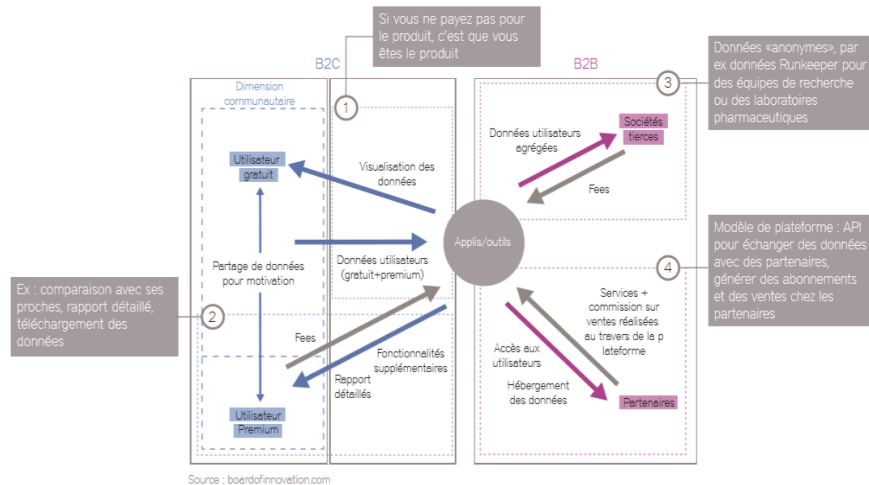 Si vous ne payez pas pour
le produit, c'est que vous
êtes le produit
B2C
B2B
Dimension
communautaire
1
3
Données «anonymes», par
ex données Runkeeper pour
des équipes de recherche
ou des laboratoires
pharmaceutiques
Utilisateur
gratuit
Visualisation des
données
Données utilisateurs
agrégées
Sociétés
tierces
Fees
Applis/outils
Partage de données
pour motivation
Données utilisateurs
(gratuit+premium)
Modèle de plateforme : API
pour échanger des données
avec des partenaires,
générer des abonnements
et des ventes chez les
partenaires
4
Ex : comparaison avec ses
proches, rapport détaillé,
téléchargement des
données
2
Fees
Fonctionnalités
supplémentaires
Rapport
détaillés
Services +
commission sur
ventes réalisées
au travers de la p
lateforme
Accès aux
utilisateurs
Hébergement
des données
Utilisateur
Premium
Partenaires
Source : boardofinnovation.com